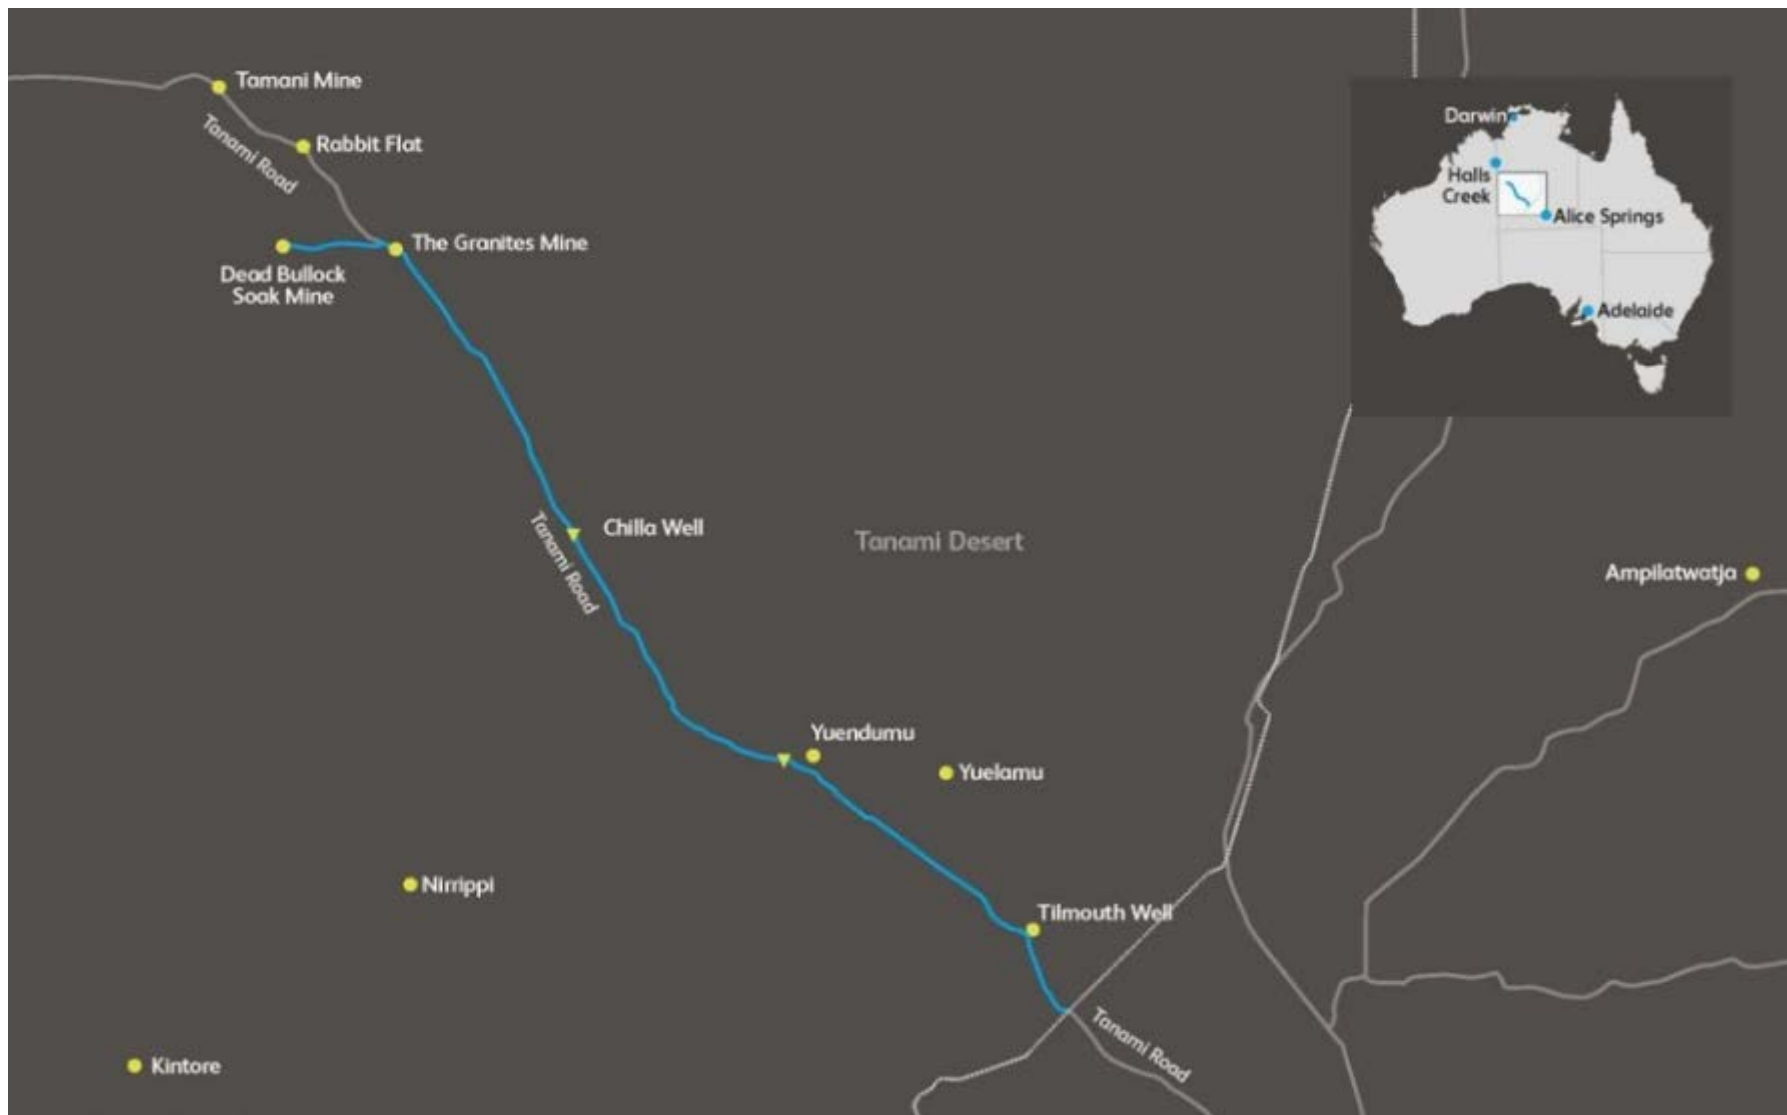 Tamani Mine
Tanami Road
Rabbit Flat
The Granites Mine
Dead Bullock
Soak Mine
Chilla Well
Tanami Road
Tanami Desert
Yuendumu
Yuelamu
Nirrippi
Tilmouth Well
Tanami Road
Kintore
Ampilatwatja
Darwin
Halls
Creek
Alice Springs
Adelaide